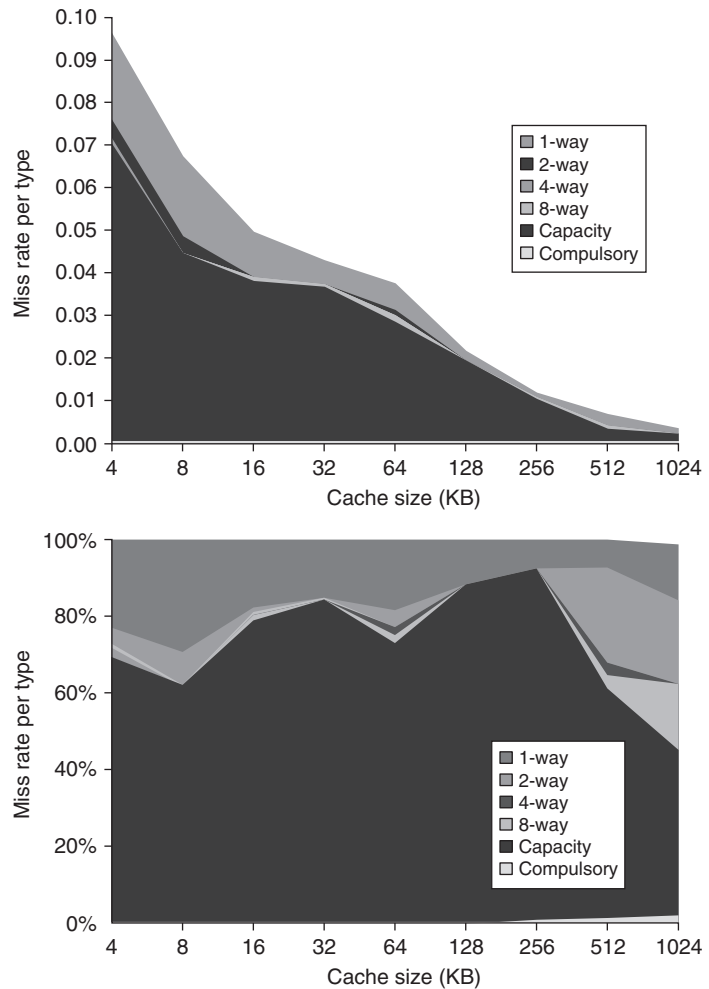 0.10
0.09
0.08
0.07
0.06
0.05
0.04
0.03
0.02
0.01
0.00
Miss rate per type
1-way
2-way
4-way
8-way
Capacity
Compulsory
4 8 16 32 64 128 256 512 1024
Cache size (KB)
100%
80%
60%
40%
20%
0%
Miss rate per type
1-way
2-way
4-way
8-way
Capacity
Compulsory
4 8 16 32 64 128 256 512 1024
Cache size (KB)